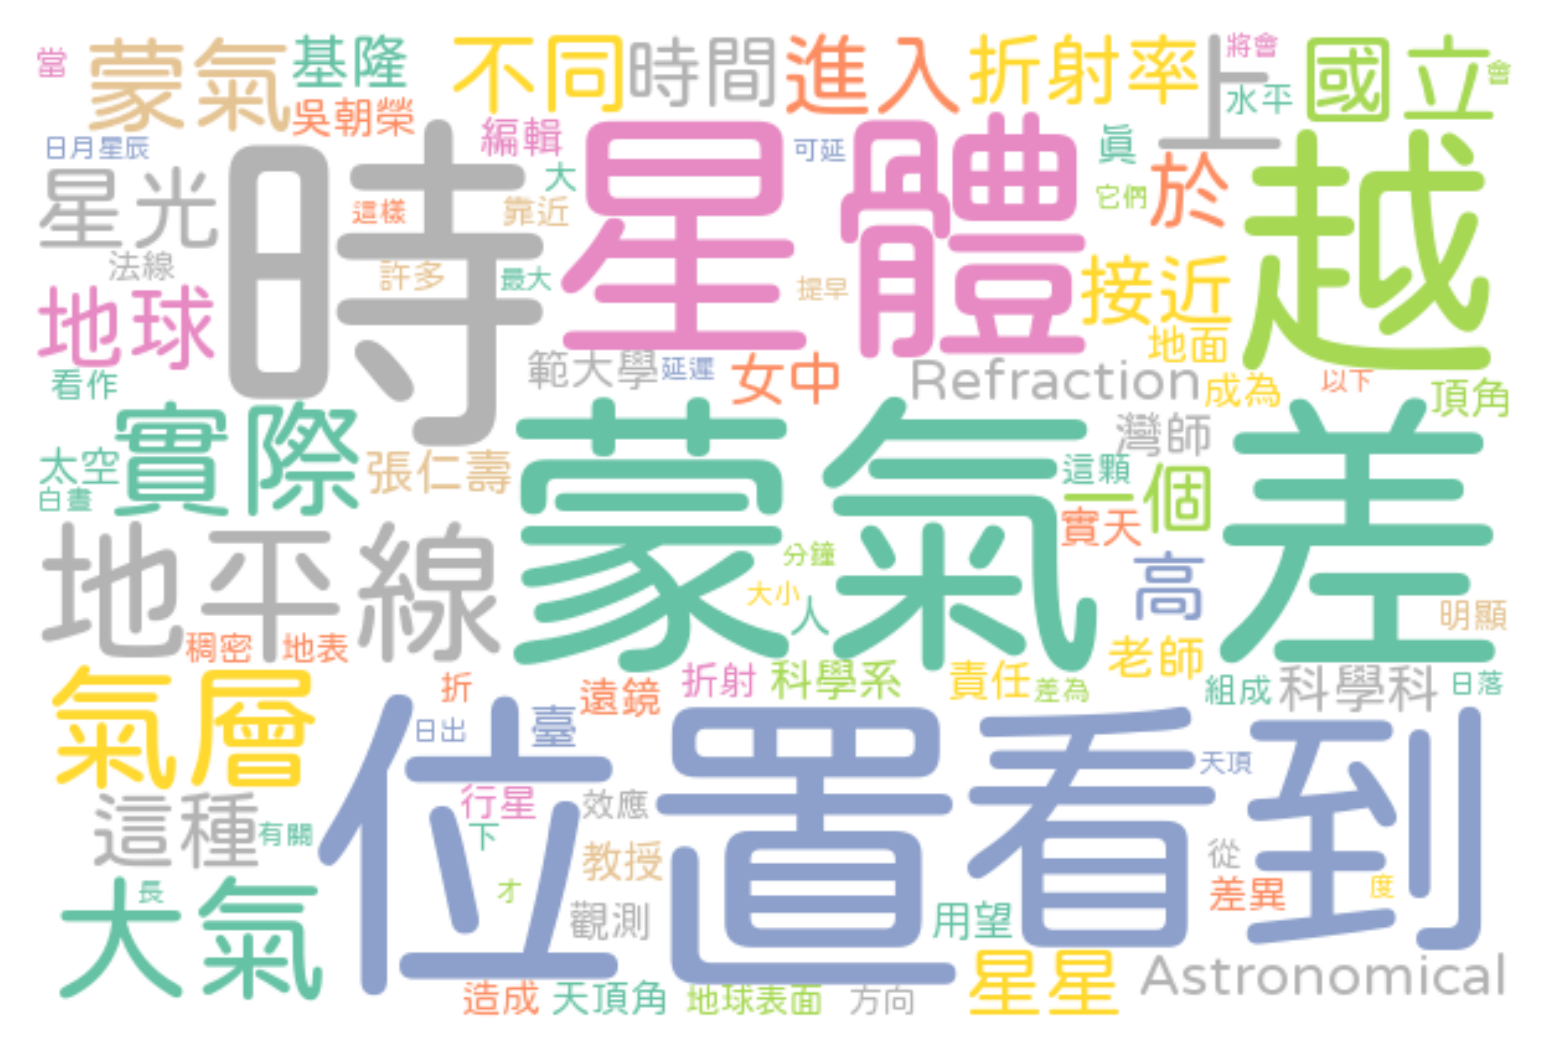 當
蒙氣
基隆
不同
時間
進入
折射率
上
將會
國立
會
吳朝榮
水平
日月星辰
編輯
可延
眞
時
星體
越
星光
大
這樣
靠近
它們
於
法線
許多
最大
提早
接近
地球
地面
看作
範大學
延遲
女中
Refraction
成為
以下
頂角
實際
蒙氣差
灣師
太空
張仁壽
這顆
一個
白晝
實天
地平線
分鐘
高
大小
人
明顯
稠密
地表
老師
氣層
折
遠鏡
折射
科學系
責任
差為
組成
科學科
日落
位置看到
日出
臺
天頂
這種
行星
效應
有關
下
教授
從
大氣
長
才
差異
度
觀測
用望
星星
Astronomical
造成
天頂角
地球表面
方向